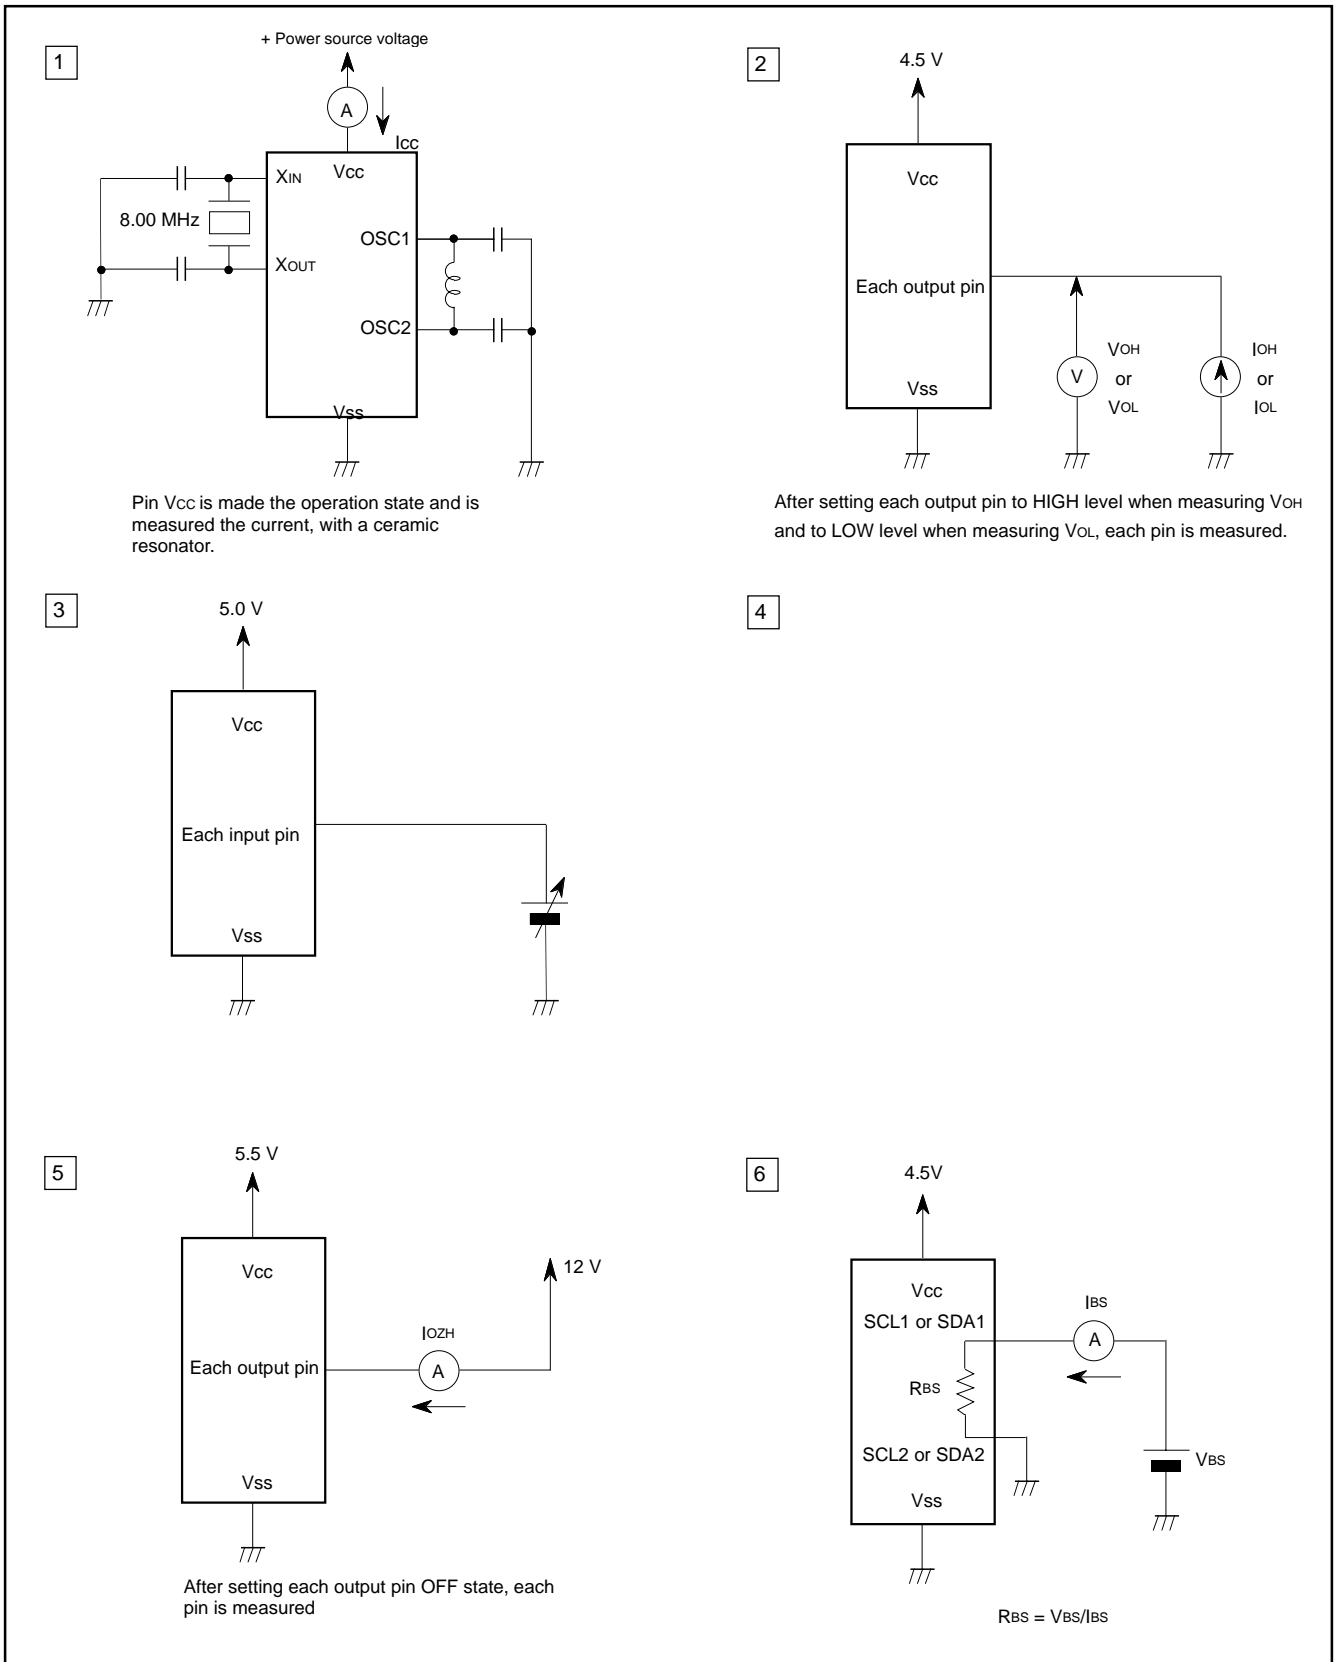 1
+ Power source voltage
A
Icc
Vcc
XIN
8.00 MHz
XOUT
OSC1
OSC2
Vss
Pin VCC is made the operation state and is
measured the current, with a ceramic
resonator.
2
4.5 V
Vcc
Each output pin
Vss
V
VOH
or
VOL
IOH
or
IOL
After setting each output pin to HIGH level when measuring VOH
and to LOW level when measuring VOL, each pin is measured.
3
5.0 V
Vcc
Each input pin
Vss
4
5
5.5 V
Vcc
Each output pin
Vss
IOZH
A
12 V
After setting each output pin OFF state, each
pin is measured
6
4.5V
Vcc
SCL1 or SDA1
RBS
SCL2 or SDA2
Vss
IBS
A
VBS
RBS = VBS/IBS